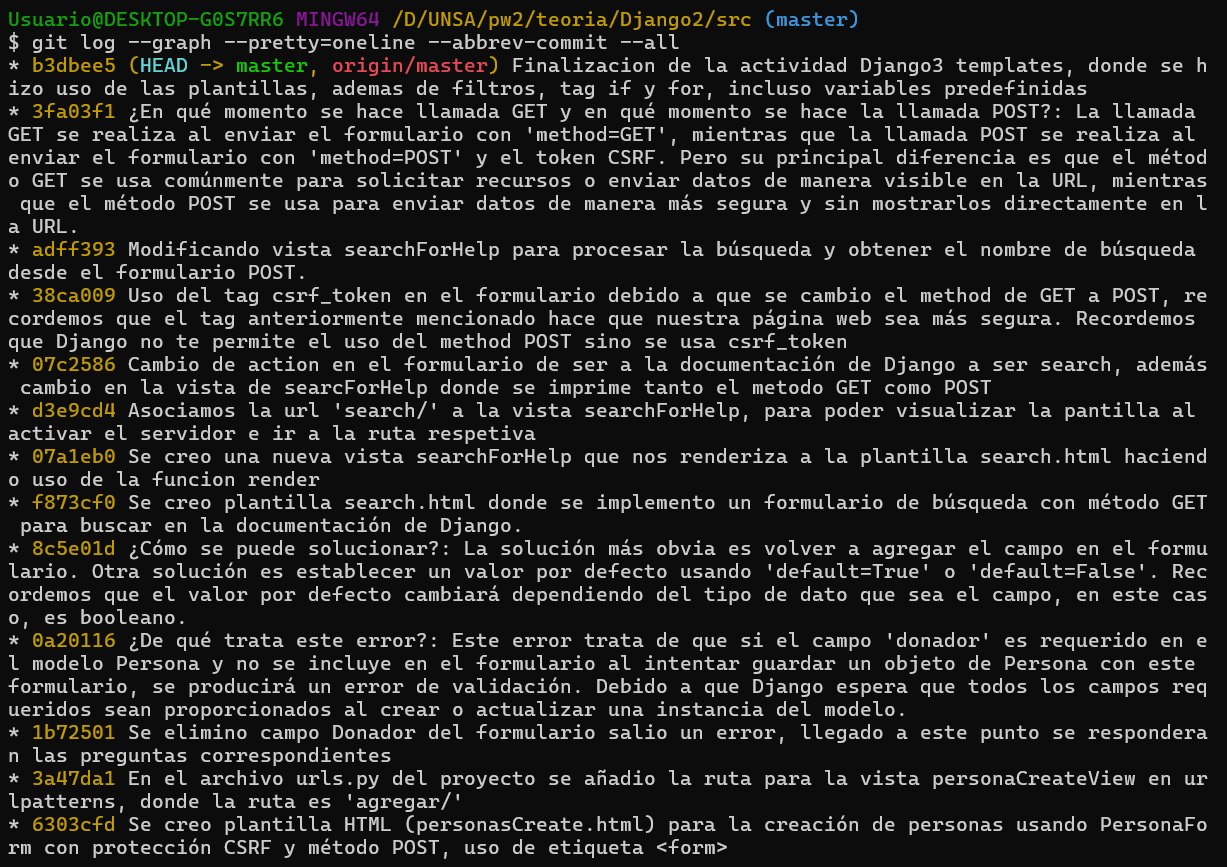 Usuario@DESKTOP-G0S7RR6 MINGW64 /D/UNSA/pw2/teoria/Django2/src (master)
$ git log --graph --pretty=oneline --abbrev-commit --all
* b3dbee5 (HEAD -> master, origin/master) Finalizacion de la actividad Django3 templates, donde se h
izo uso de las plantillas, ademas de filtros, tag if y for, incluso variables predefinidas
* 3fa03f1 ¿En qué momento se hace llamada GET y en qué momento se hace la llamada POST?: La llamada
GET se realiza al enviar el formulario con 'method=GET', mientras que la llamada POST se realiza al
enviar el formulario con 'method=POST' y el token CSRF. Pero su principal diferencia es que el métod
o GET se usa comúnmente para solicitar recursos o enviar datos de manera visible en la URL, mientras
 que el método POST se usa para enviar datos de manera más segura y sin mostrarlos directamente en l
a URL.
* adff393 Modificando vista searchForHelp para procesar la búsqueda y obtener el nombre de búsqueda
desde el formulario POST.
* 38ca009 Uso del tag csrf_token en el formulario debido a que se cambio el method de GET a POST, re
cordemos que el tag anteriormente mencionado hace que nuestra página web sea más segura. Recordemos
que Django no te permite el uso del method POST sino se usa csrf_token
* 07c2586 Cambio de action en el formulario de ser a la documentación de Django a ser search, además
 cambio en la vista de searcForHelp donde se imprime tanto el metodo GET como POST
* d3e9cd4 Asociamos la url 'search/' a la vista searchForHelp, para poder visualizar la pantilla al
activar el servidor e ir a la ruta respetiva
* 07a1eb0 Se creo una nueva vista searchForHelp que nos renderiza a la plantilla search.html haciend
o uso de la funcion render
* f873cf0 Se creo plantilla search.html donde se implemento un formulario de búsqueda con método GET
 para buscar en la documentación de Django.
* 8c5e01d ¿Cómo se puede solucionar?: La solución más obvia es volver a agregar el campo en el formu
lario. Otra solución es establecer un valor por defecto usando 'default=True' o 'default=False'. Rec
ordemos que el valor por defecto cambiará dependiendo del tipo de dato que sea el campo, en este cas
o, es booleano.
* 0a20116 ¿De qué trata este error?: Este error trata de que si el campo 'donador' es requerido en e
l modelo Persona y no se incluye en el formulario al intentar guardar un objeto de Persona con este
formulario, se producirá un error de validación. Debido a que Django espera que todos los campos req
ueridos sean proporcionados al crear o actualizar una instancia del modelo.
* 1b72501 Se elimino campo Donador del formulario salio un error, llegado a este punto se respondera
n las preguntas correspondientes
* 3a47da1 En el archivo urls.py del proyecto se añadio la ruta para la vista personaCreateView en ur
lpatterns, donde la ruta es 'agregar/'
* 6303cfd Se creo plantilla HTML (personasCreate.html) para la creación de personas usando PersonaFo
rm con protección CSRF y método POST, uso de etiqueta <form>